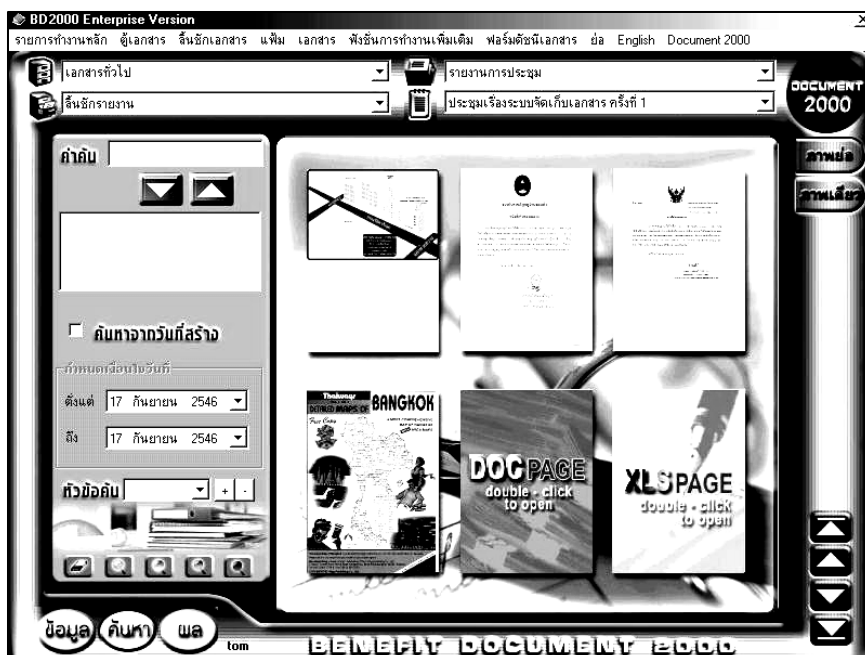 BD2000 Enterprise Version
รายการทำงานหลัก ตู้เอกสาร ลิ้นชักเอกสาร แฟ้ม เอกสาร ฟังชั่นการทำงานเพิ่มเติม ฟอร์มดัชนีเอกสาร ย่อ English Document 2000
เอกสารทั่วไป
รายงานการประชุม
ลิ้นชักรายงาน
ประชุมเรื่องระบบจัดเก็บเอกสาร ครั้งที่ 1
DOCUMENT
2000
ภาพย่อ
ภาพเดี่ยว
คำค้น
ค้นหาจากวันที่สร้าง
กำหนดเงื่อนไขวันที่
ตั้งแต่ 17 กันยายน 2546
ถึง 17 กันยายน 2546
หัวข้อค้น
+ -
DETAILED MAPS OF BANGKOK
Free Copy
DOC PAGE
double - click
to open
XLS PAGE
double - click
to open
ข้อมูล ค้นหา ผล
tom
BENEFIT DOCUMENT 2000